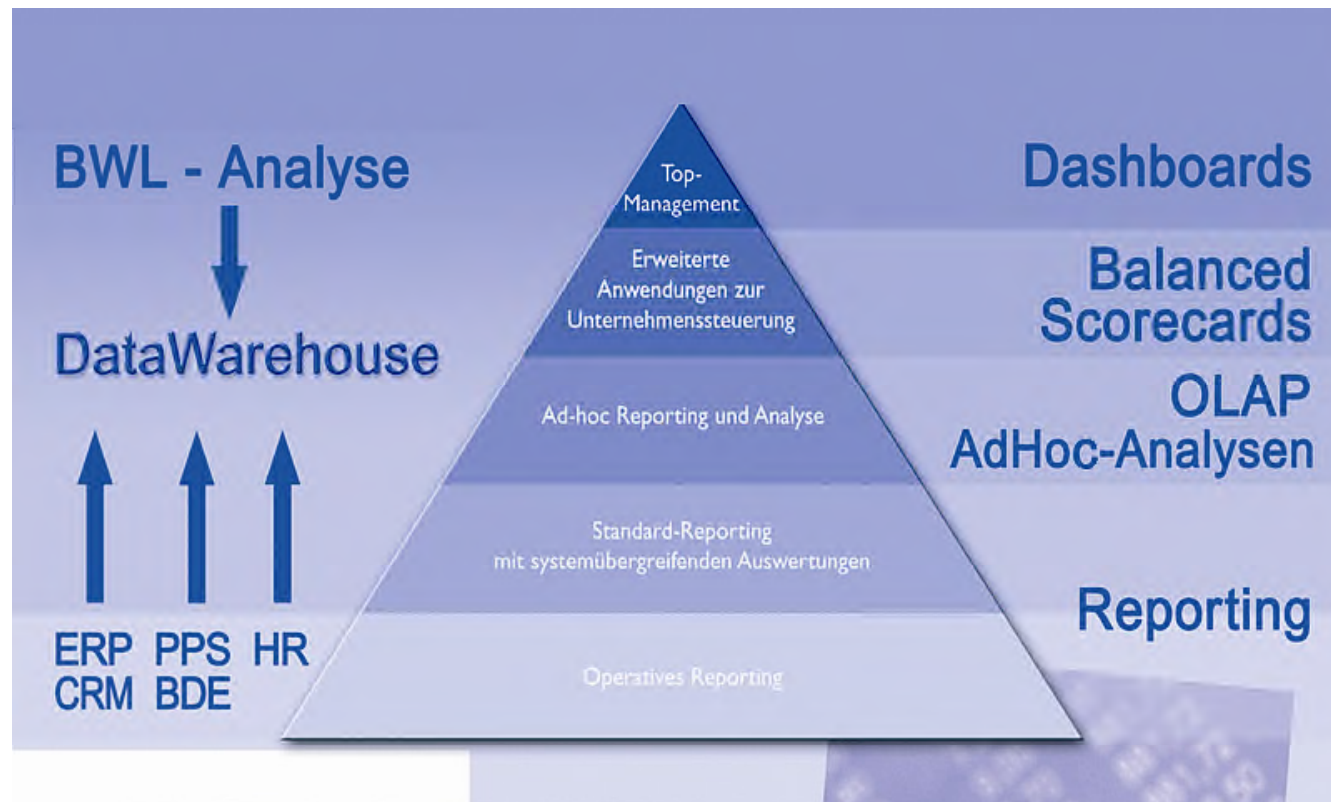 BWL - Analyse
DataWarehouse
ERP PPS HR
CRM BDE
Top-
Management
Erweiterte
Anwendungen zur
Unternehmenssteuerung
Ad-hoc Reporting und Analyse
Standard-Reporting
mit systemübergreifenden Auswertungen
Operatives Reporting
Dashboards
Balanced
Scorecards
OLAP
AdHoc-Analysen
Reporting